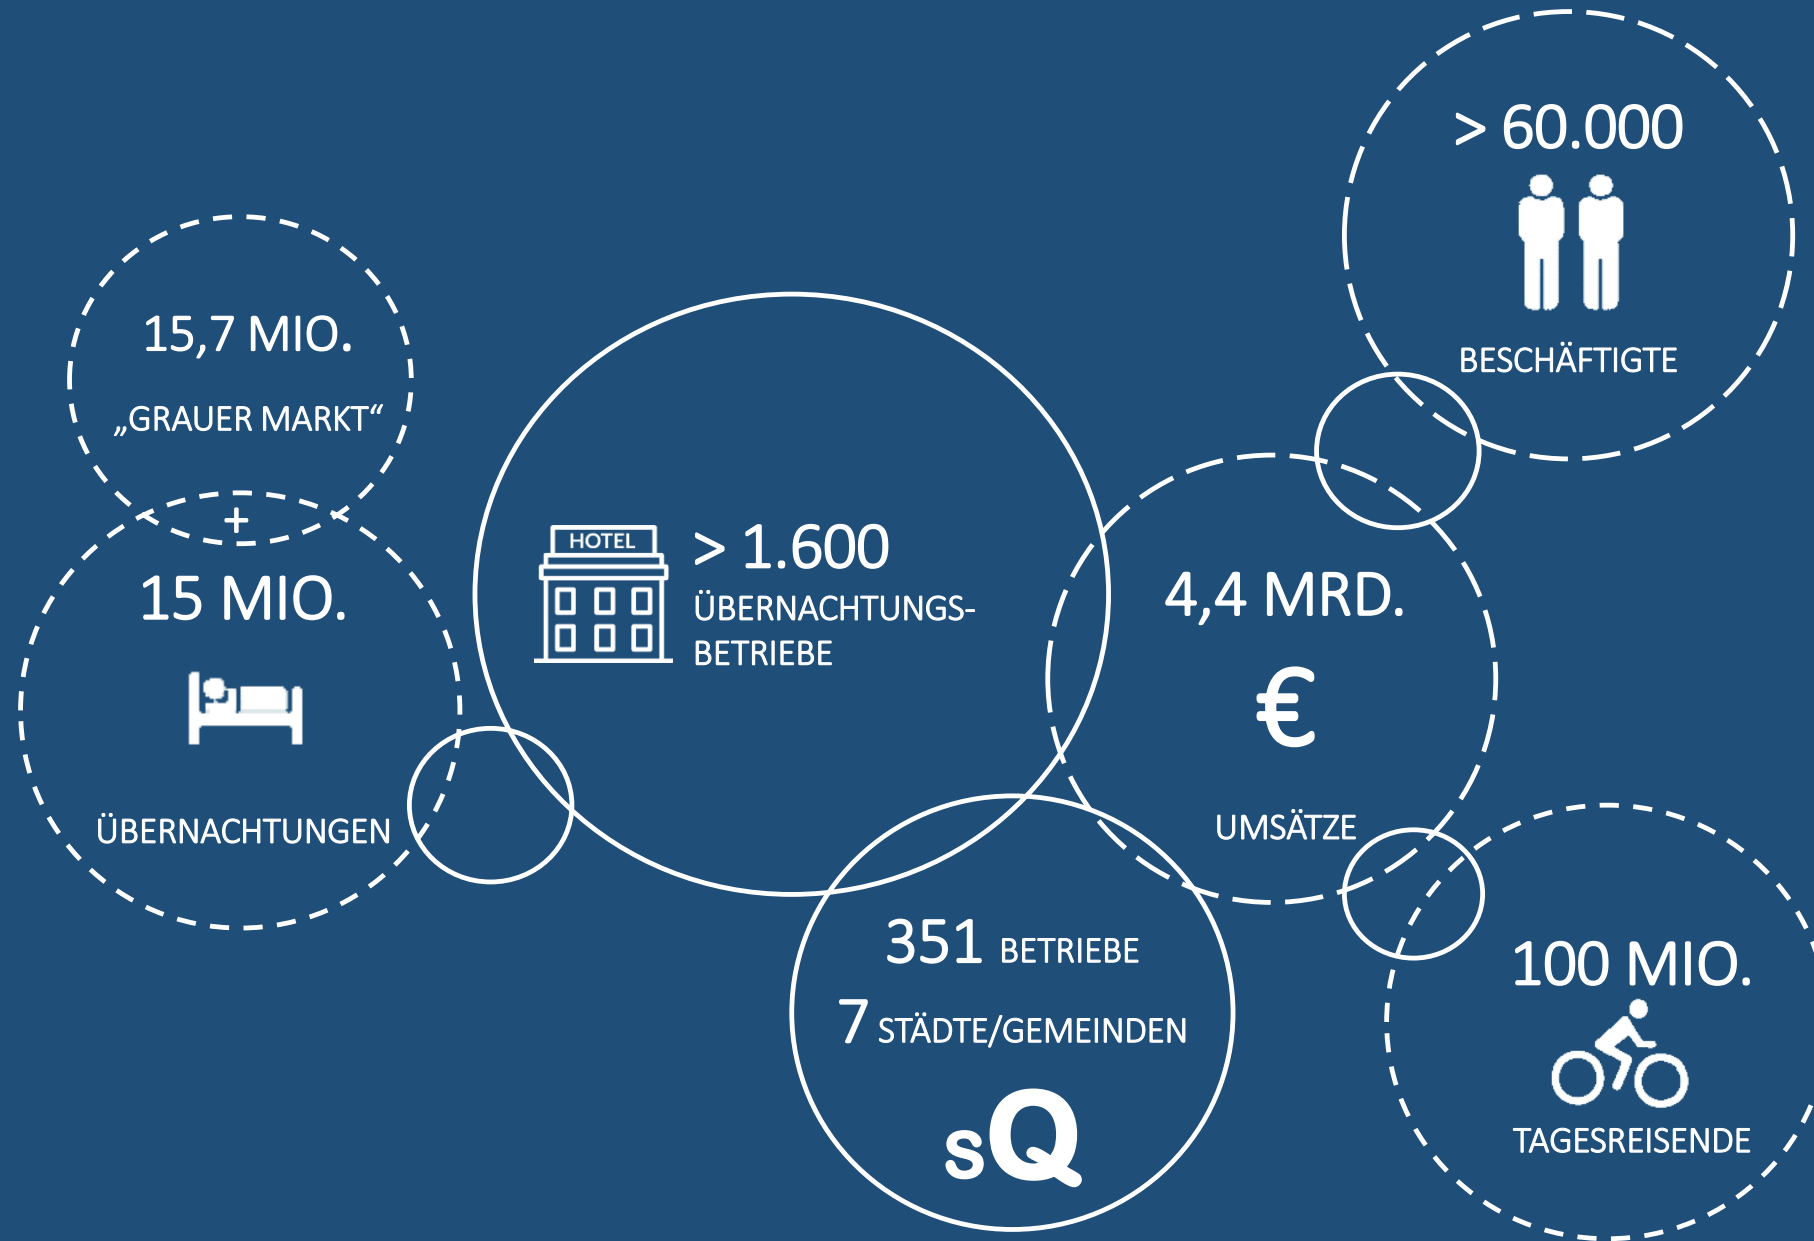 > 60.000
BESCHÄFTIGTE
15,7 MIO.
„GRAUER MARKT“
+
15 MIO.
ÜBERNACHTUNGEN
HOTEL
> 1.600
ÜBERNACHTUNGS-
BETRIEBE
4,4 MRD.
€
UMSÄTZE
351 BETRIEBE
7 STÄDTE/GEMEINDEN
sQ
100 MIO.
TAGESREISENDE